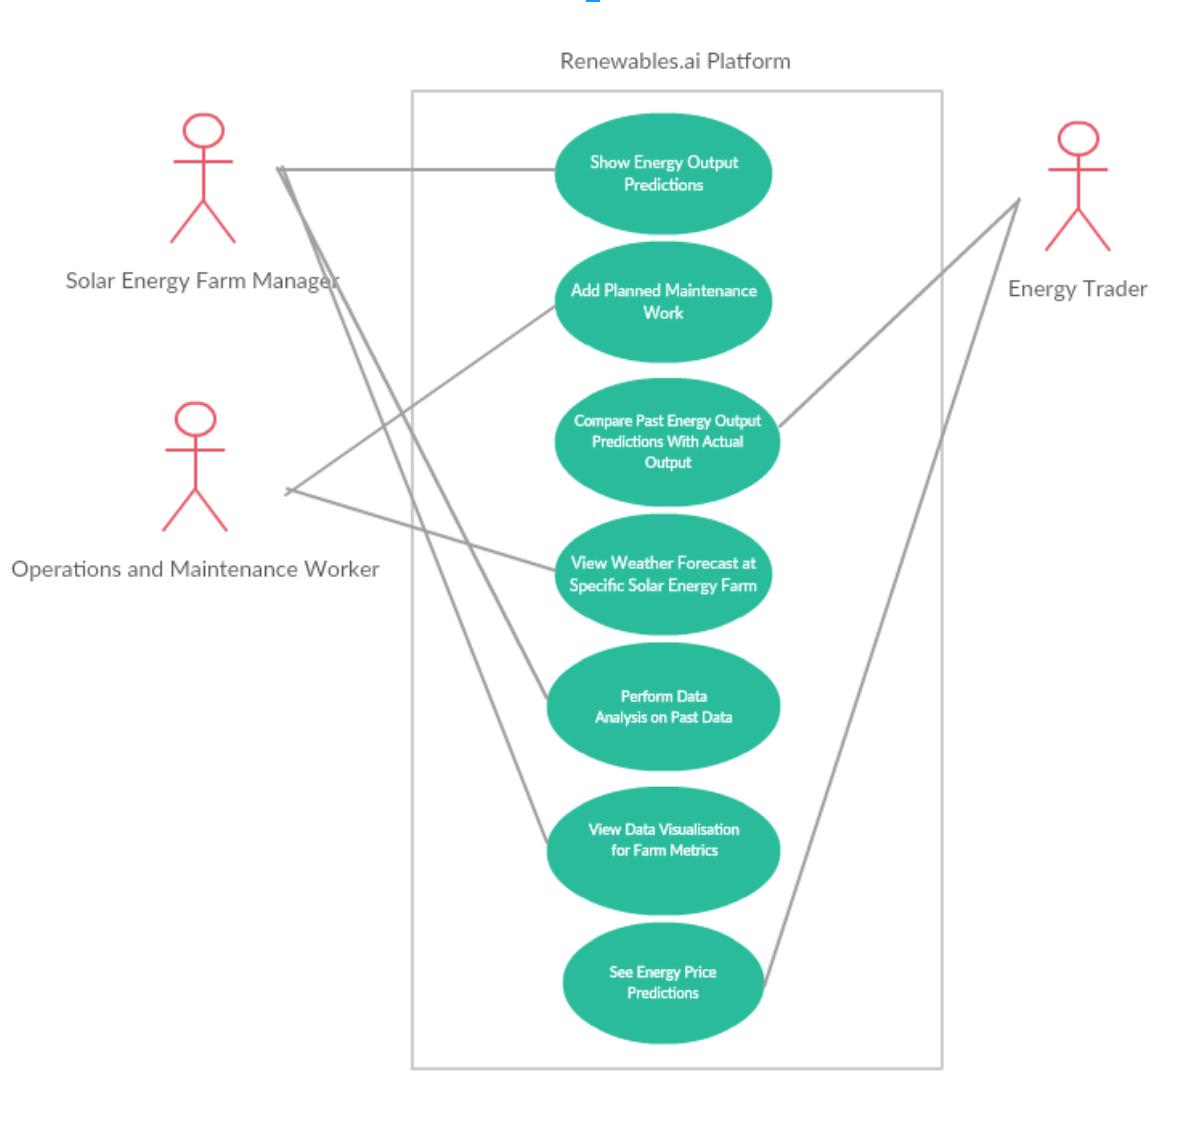 Renewables.ai Platform
Solar Energy Farm Manager
Operations and Maintenance Worker
Show Energy Output
Predictions
Add Planned Maintenance
Work
Compare Past Energy Output
Predictions With Actual
Output
View Weather Forecast at
Specific Solar Energy Farm
Perform Data
Analysis on Past Data
View Data Visualisation
for Farm Metrics
See Energy Price
Predictions
Energy Trader